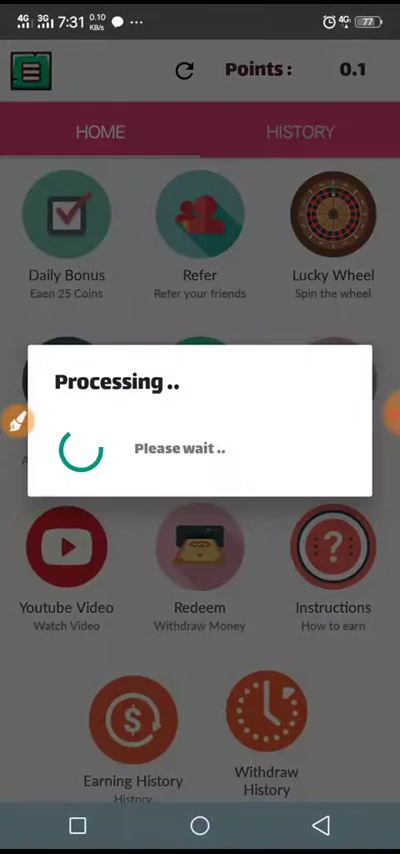 4G 3G 7:31 0.10 KB/s ... 4G 77
Points : 0.1
HOME HISTORY
Daily Bonus Refer Lucky Wheel
Eaen 25 Coins Refer your friends Spin the wheel
Processing ..
Please wait ..
A
Youtube Video Redeem Instructions
Watch Video Withdraw Money How to earn
Earning History Withdraw
History History